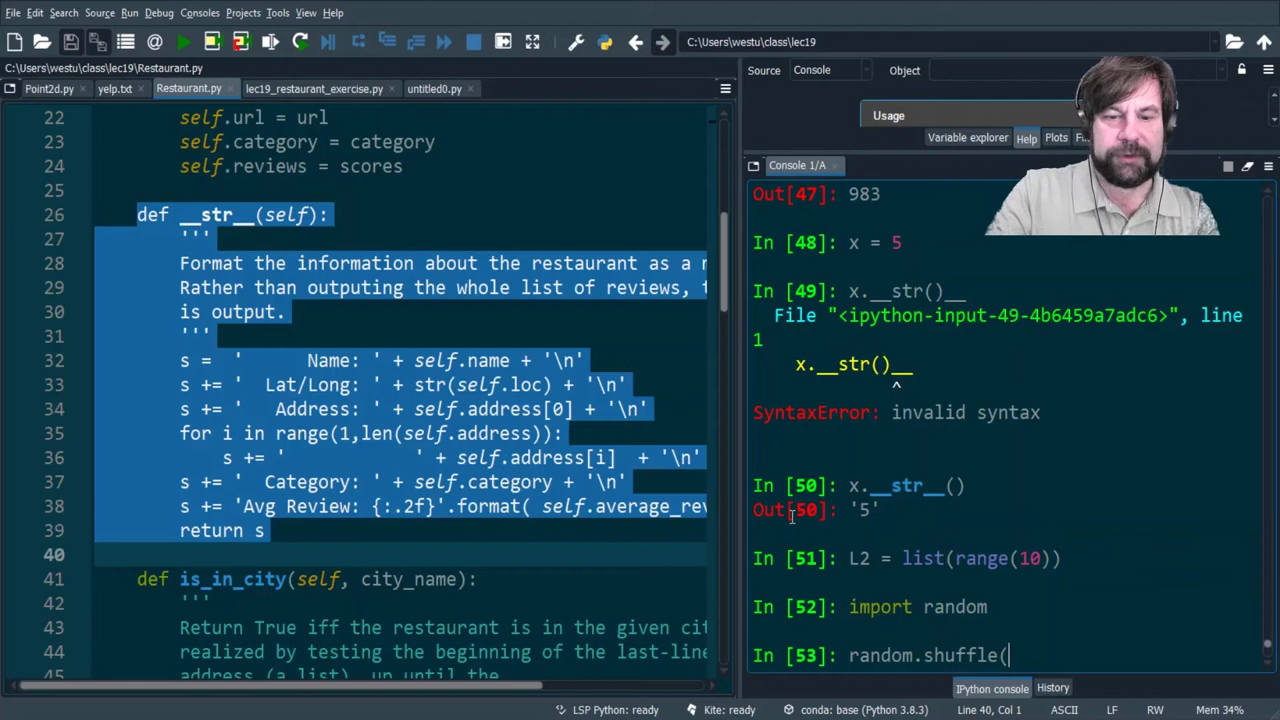 File Edit Search Source Run Debug Consoles Projects Tools View Help
C:\Users\westu\class\lec19
C:\Users\westu\class\lec19\Restaurant.py
Point2d.py yelp.txt Restaurant.py lec19_restaurant_exercise.py untitled0.py
22 self.url = url
23 self.category = category
24 self.reviews = scores
25
26 def __str__(self):
27 '''
28 Format the information about the restaurant as a
29 Rather than outputing the whole list of reviews,
30 is output.
31 '''
32 s = '      Name: ' + self.name + '\n'
33 s += '  Lat/Long: ' + str(self.loc) + '\n'
34 s += '   Address: ' + self.address[0] + '\n'
35 for i in range(1,len(self.address)):
36 s += '            ' + self.address[i]  + '\n'
37 s += '  Category: ' + self.category + '\n'
38 s += 'Avg Review: {:.2f}'.format( self.average_rev
39 return s
40
41 def is_in_city(self, city_name):
42 '''
43 Return True iff the restaurant is in the given cit
44 realized by testing the beginning of the last-line
45 address (a list), up until the
Source Console Object
Usage
Variable explorer Help Plots
Console 1/A
Out[47]: 983
In [48]: x = 5
In [49]: x.__str()__
File "<ipython-input-49-4b6459a7adc6>", line
1
x.__str()__
^
SyntaxError: invalid syntax
In [50]: x.__str__()
Out[50]: '5'
In [51]: L2 = list(range(10))
In [52]: import random
In [53]: random.shuffle(
IPython console History
LSP Python: ready Kite: ready conda: base (Python 3.8.3) Line 40, Col 1 ASCII LF RW Mem 34%